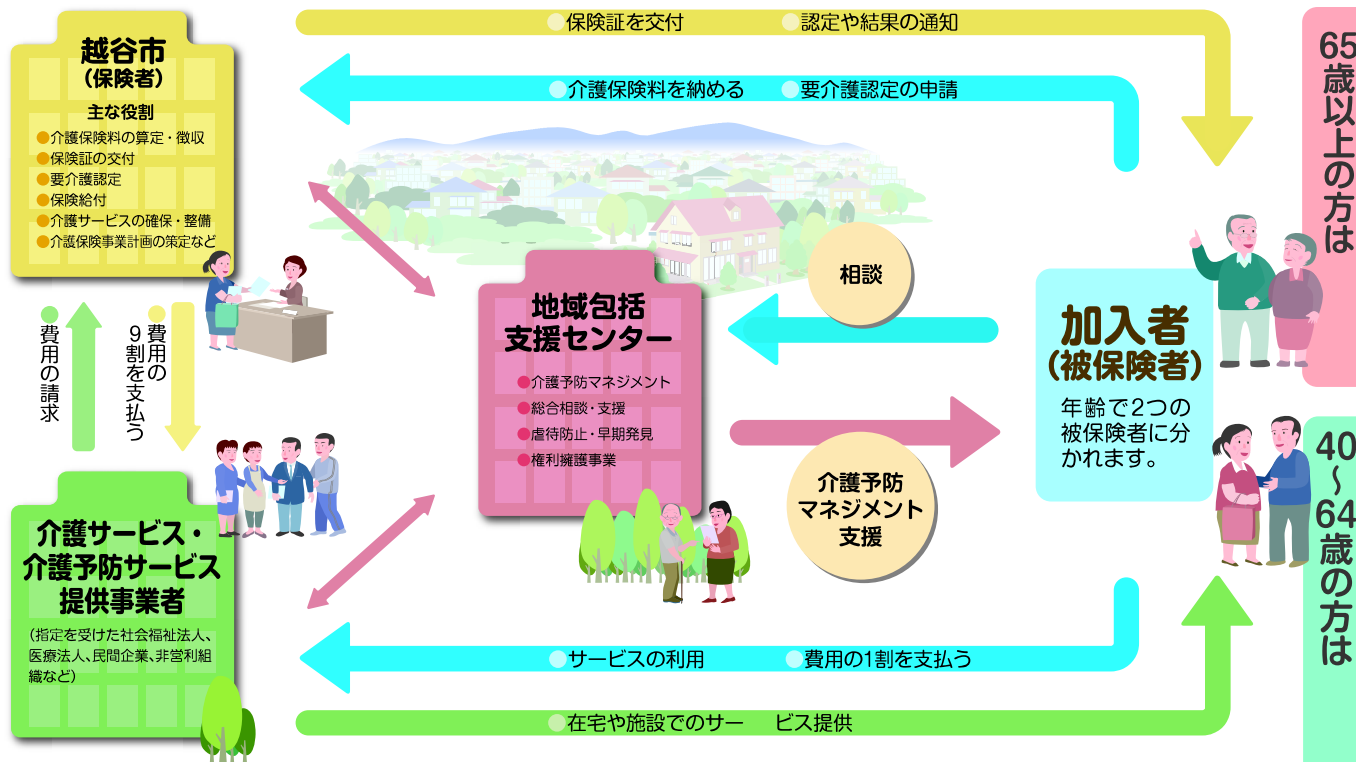 越谷市
(保険者)
主な役割
●介護保険料の算定・徴収
●保険証の交付
●要介護認定
●保険給付
●介護サービスの確保・整備
●介護保険事業計画の策定など
●保険証を交付 ●認定や結果の通知
●介護保険料を納める ●要介護認定の申請
●費用の請求
●費用の
9割を支払う
地域包括
支援センター
●介護予防マネジメント
●総合相談・支援
●虐待防止・早期発見
●権利擁護事業
相談
介護予防
マネジメント
支援
加入者
(被保険者)
年齢で2つの
被保険者に分
かれます。
65歳以上の方は
40～64歳の方は
介護サービス・
介護予防サービス
提供事業者
(指定を受けた社会福祉法人、
医療法人、民間企業、非営利組
織など)
●サービスの利用 ●費用の1割を支払う
●在宅や施設でのサー ビス提供